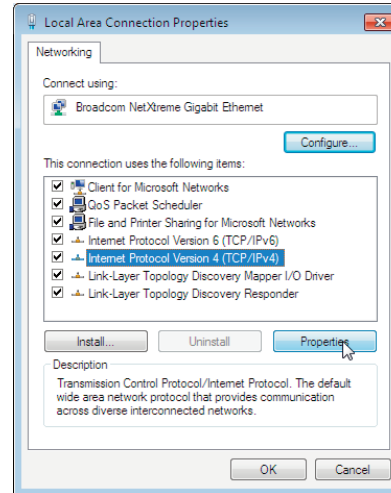 Local Area Connection Properties
Networking
Connect using:
Broadcom NetXtreme Gigabit Ethernet
Configure...
This connection uses the following items:
Client for Microsoft Networks
QoS Packet Scheduler
File and Printer Sharing for Microsoft Networks
Internet Protocol Version 6 (TCP/IPv6)
Internet Protocol Version 4 (TCP/IPv4)
Link-Layer Topology Discovery Mapper I/O Driver
Link-Layer Topology Discovery Responder
Install...
Uninstall
Properties
Description
Transmission Control Protocol/Internet Protocol. The default
wide area network protocol that provides communication
across diverse interconnected networks.
OK
Cancel